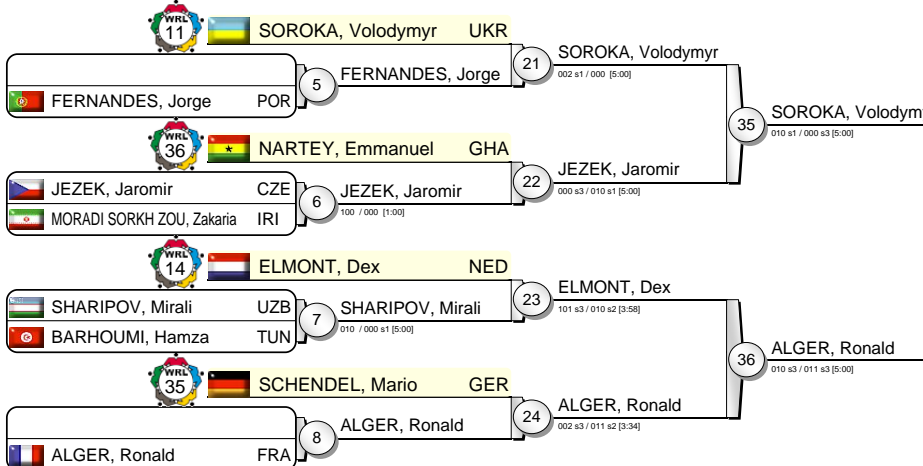 WRL
11 SOROKA, Volodymyr UKR
21 SOROKA, Volodymyr
002 s1 / 000 [5:00]
5 FERNANDES, Jorge
FERNANDES, Jorge POR
35 SOROKA, Volodym
010 s1 / 000 s3 [5:00]
WRL
36 NARTEY, Emmanuel GHA
22 JEZEK, Jaromir
000 s3 / 010 s1 [5:00]
JEZEK, Jaromir CZE
6 JEZEK, Jaromir
100 / 000 [1:00]
MORADI SORKH ZOU, Zakaria IRI
WRL
14 ELMONT, Dex NED
23 ELMONT, Dex
101 s3 / 010 s2 [3:58]
SHARIPOV, Mirali UZB
7 SHARIPOV, Mirali
010 / 000 s1 [5:00]
BARHOUMI, Hamza TUN
36 ALGER, Ronald
010 s3 / 011 s3 [5:00]
WRL
35 SCHENDEL, Mario GER
24 ALGER, Ronald
002 s3 / 011 s2 [3:34]
8 ALGER, Ronald
ALGER, Ronald FRA